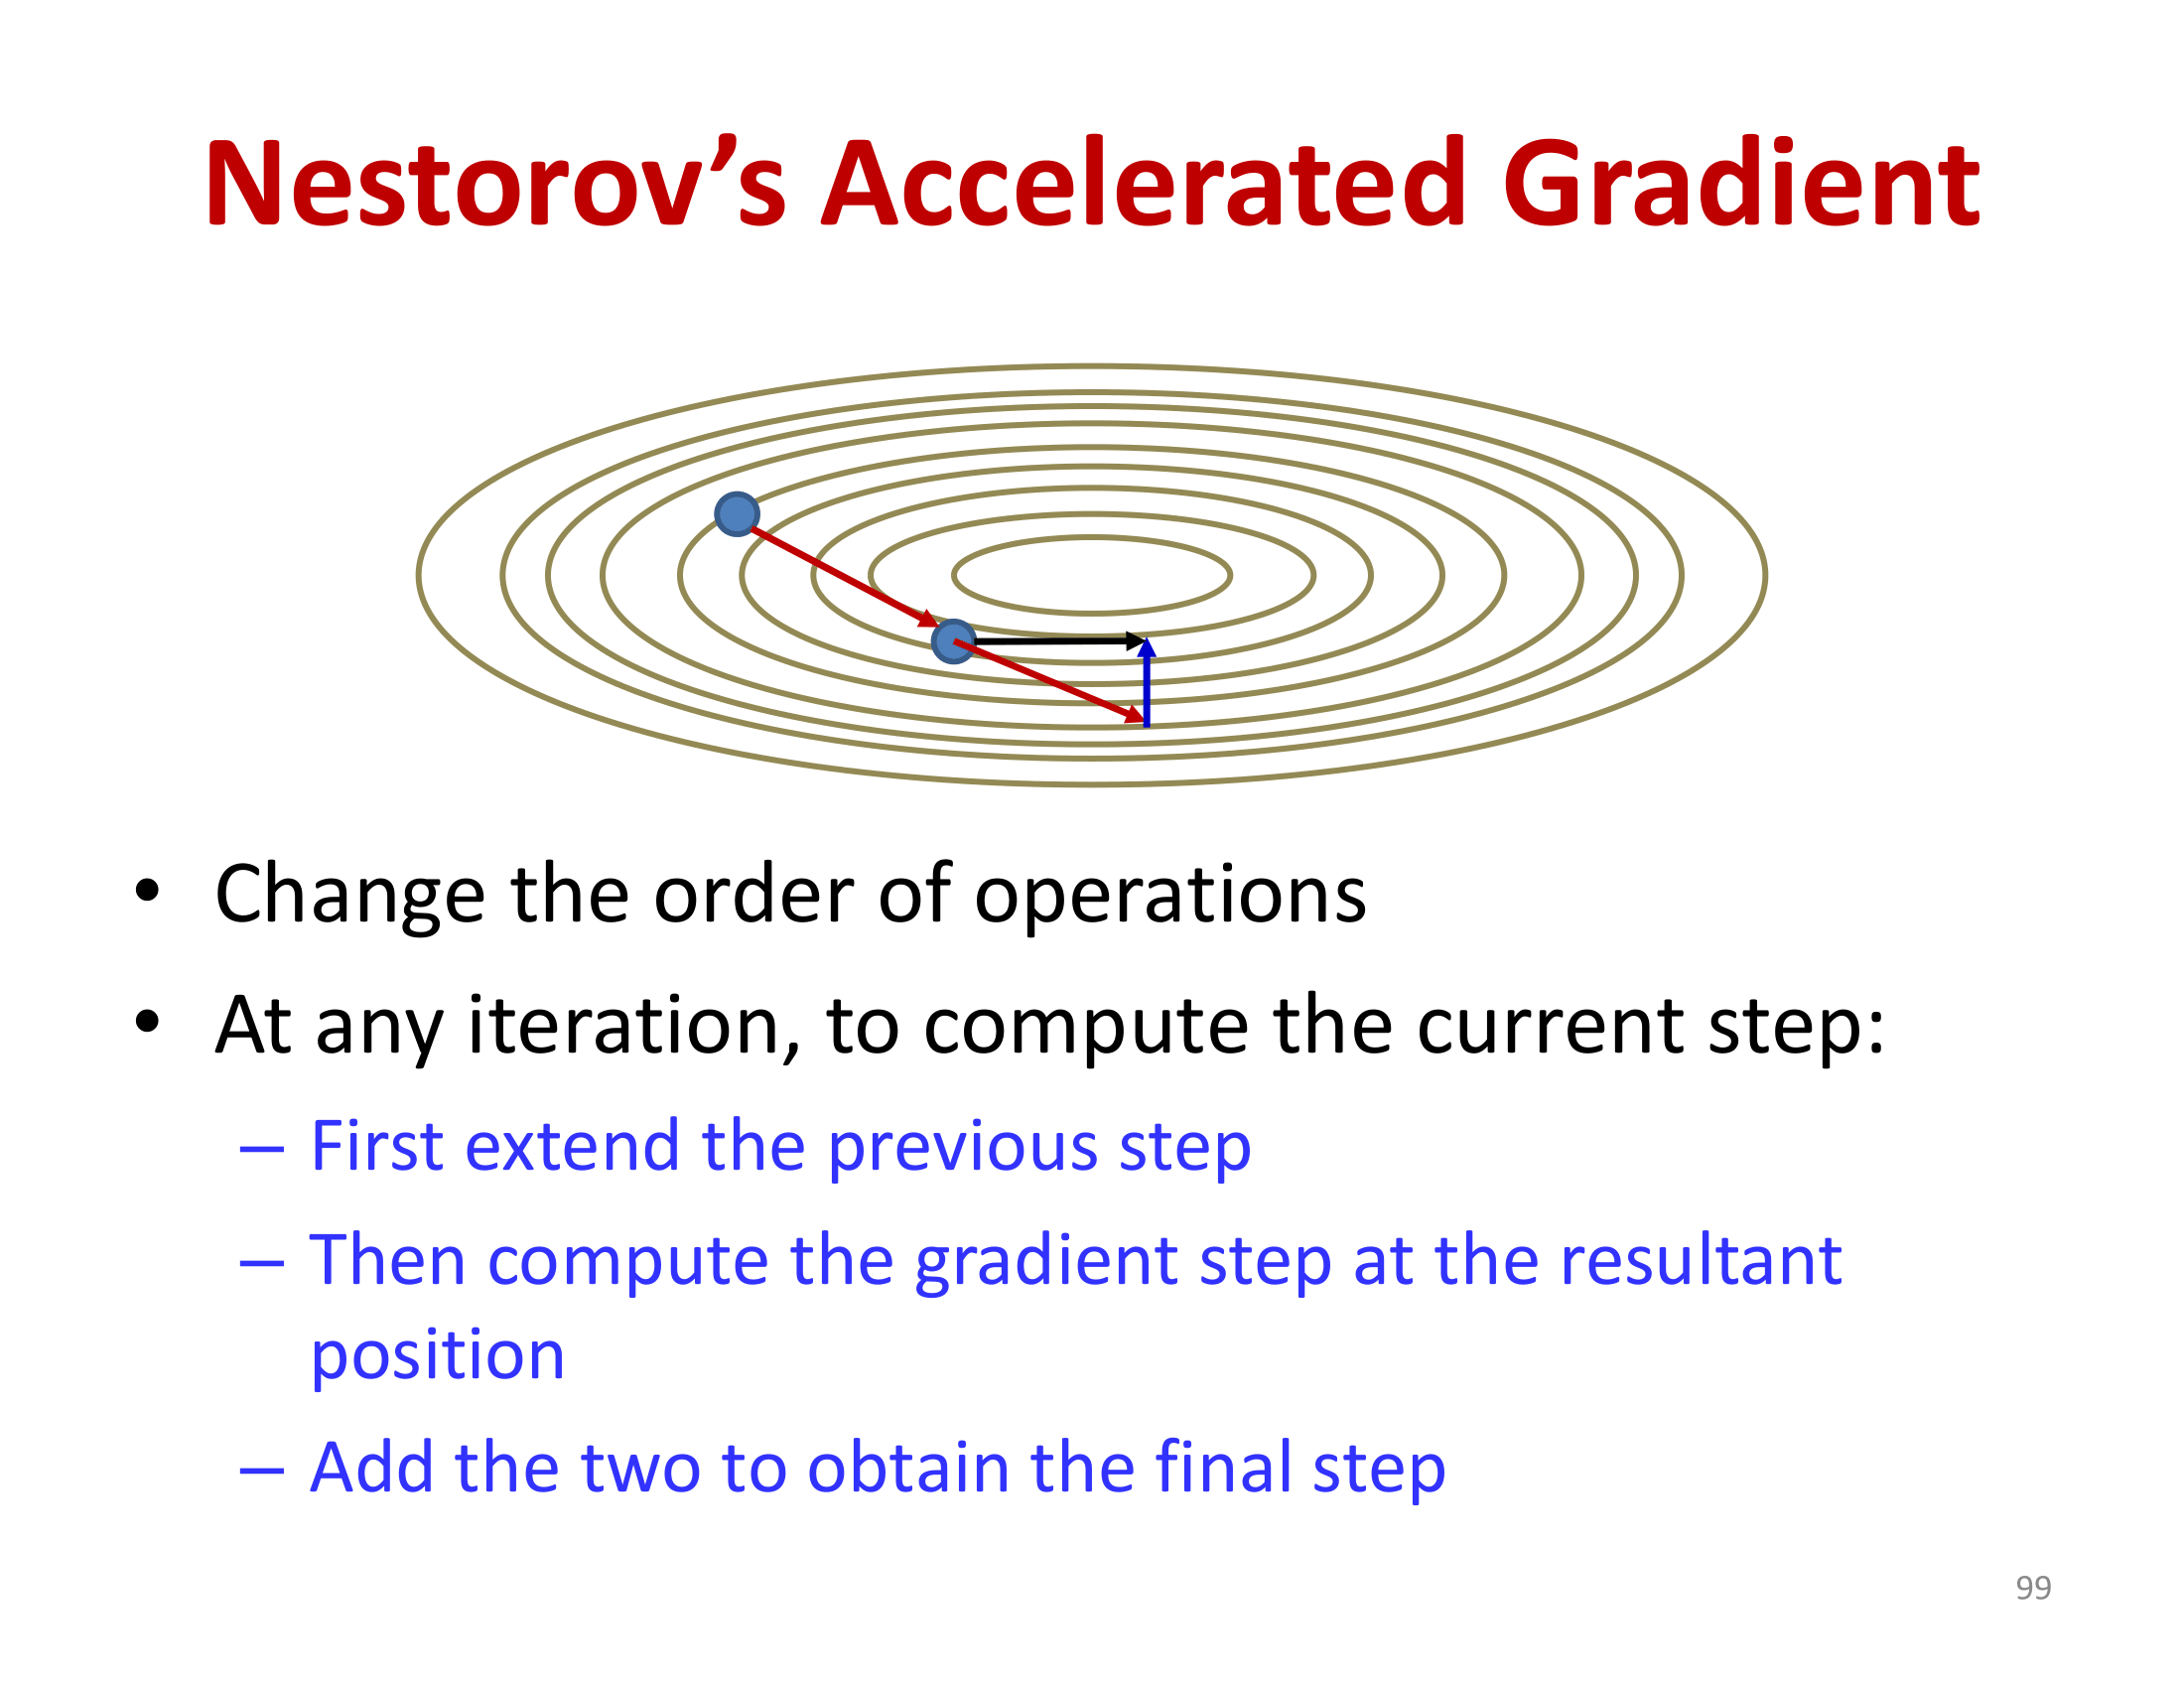 Nestorov’s Accelerated Gradient
• Change the order of operations
• At any iteration, to compute the current step:
– First extend the previous step
– Then compute the gradient step at the resultant
position
– Add the two to obtain the final step
99